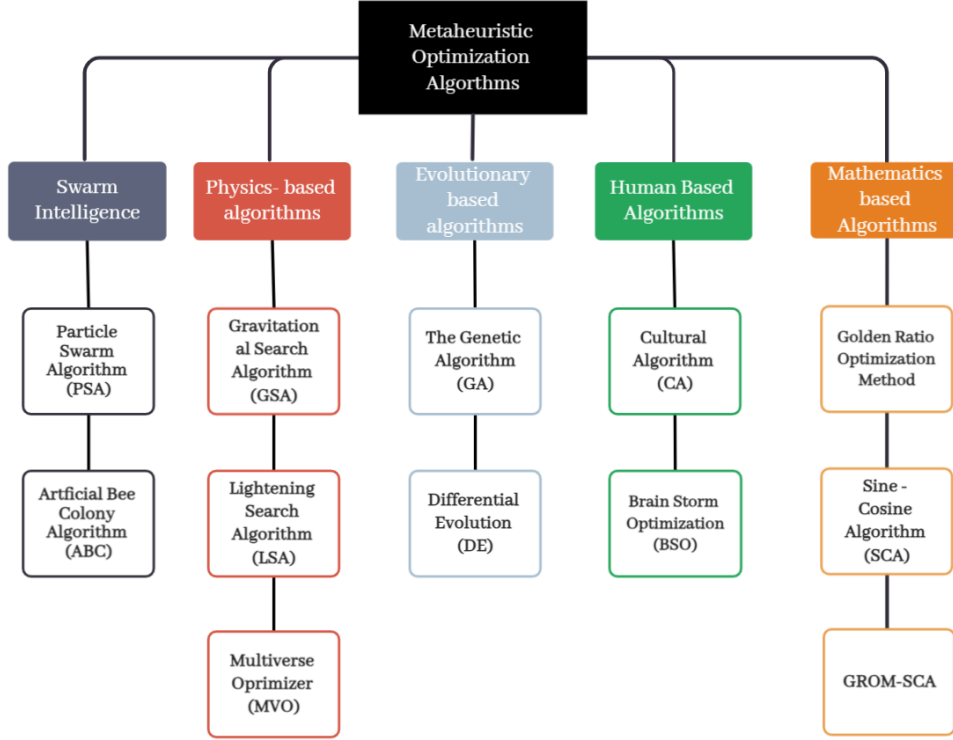 Metaheuristic
Optimization
Algorthms
Swarm
Intelligence
Physics- based
algorithms
Evolutionary
based
algorithms
Human Based
Algorithms
Mathematics
based
Algorithms
Particle
Swarm
Algorithm
(PSA)
Gravitation
al Search
Algorithm
(GSA)
The Genetic
Algorithm
(GA)
Cultural
Algorithm
(CA)
Golden Ratio
Optimization
Method
Artficial Bee
Colony
Algorithm
(ABC)
Lightening
Search
Algorithm
(LSA)
Differential
Evolution
(DE)
Brain Storm
Optimization
(BSO)
Sine -
Cosine
Algorithm
(SCA)
Multiverse
Oprimizer
(MVO)
GROM-SCA